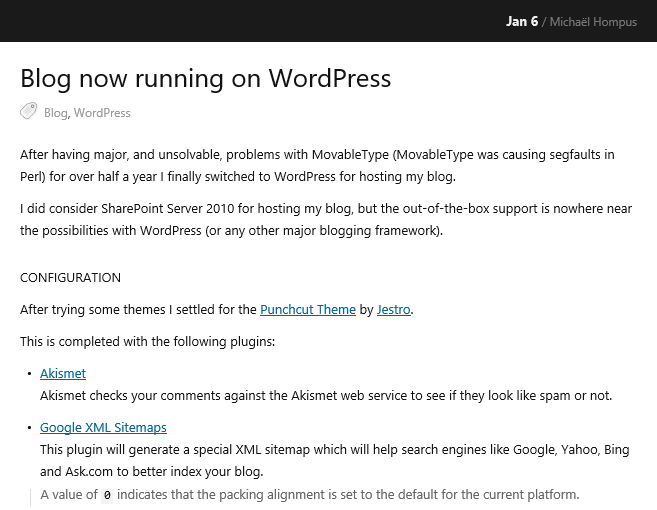 Jan 6 / Michaël Hompus
Blog now running on WordPress
Blog, WordPress
After having major, and unsolvable, problems with MovableType (MovableType was causing segfaults in
Perl) for over half a year I finally switched to WordPress for hosting my blog.
I did consider SharePoint Server 2010 for hosting my blog, but the out-of-the-box support is nowhere near
the possibilities with WordPress (or any other major blogging framework).
CONFIGURATION
After trying some themes I settled for the Punchcut Theme by Jestro.
This is completed with the following plugins:
• Akismet
Akismet checks your comments against the Akismet web service to see if they look like spam or not.
• Google XML Sitemaps
This plugin will generate a special XML sitemap which will help search engines like Google, Yahoo, Bing
and Ask.com to better index your blog.
A value of 0 indicates that the packing alignment is set to the default for the current platform.